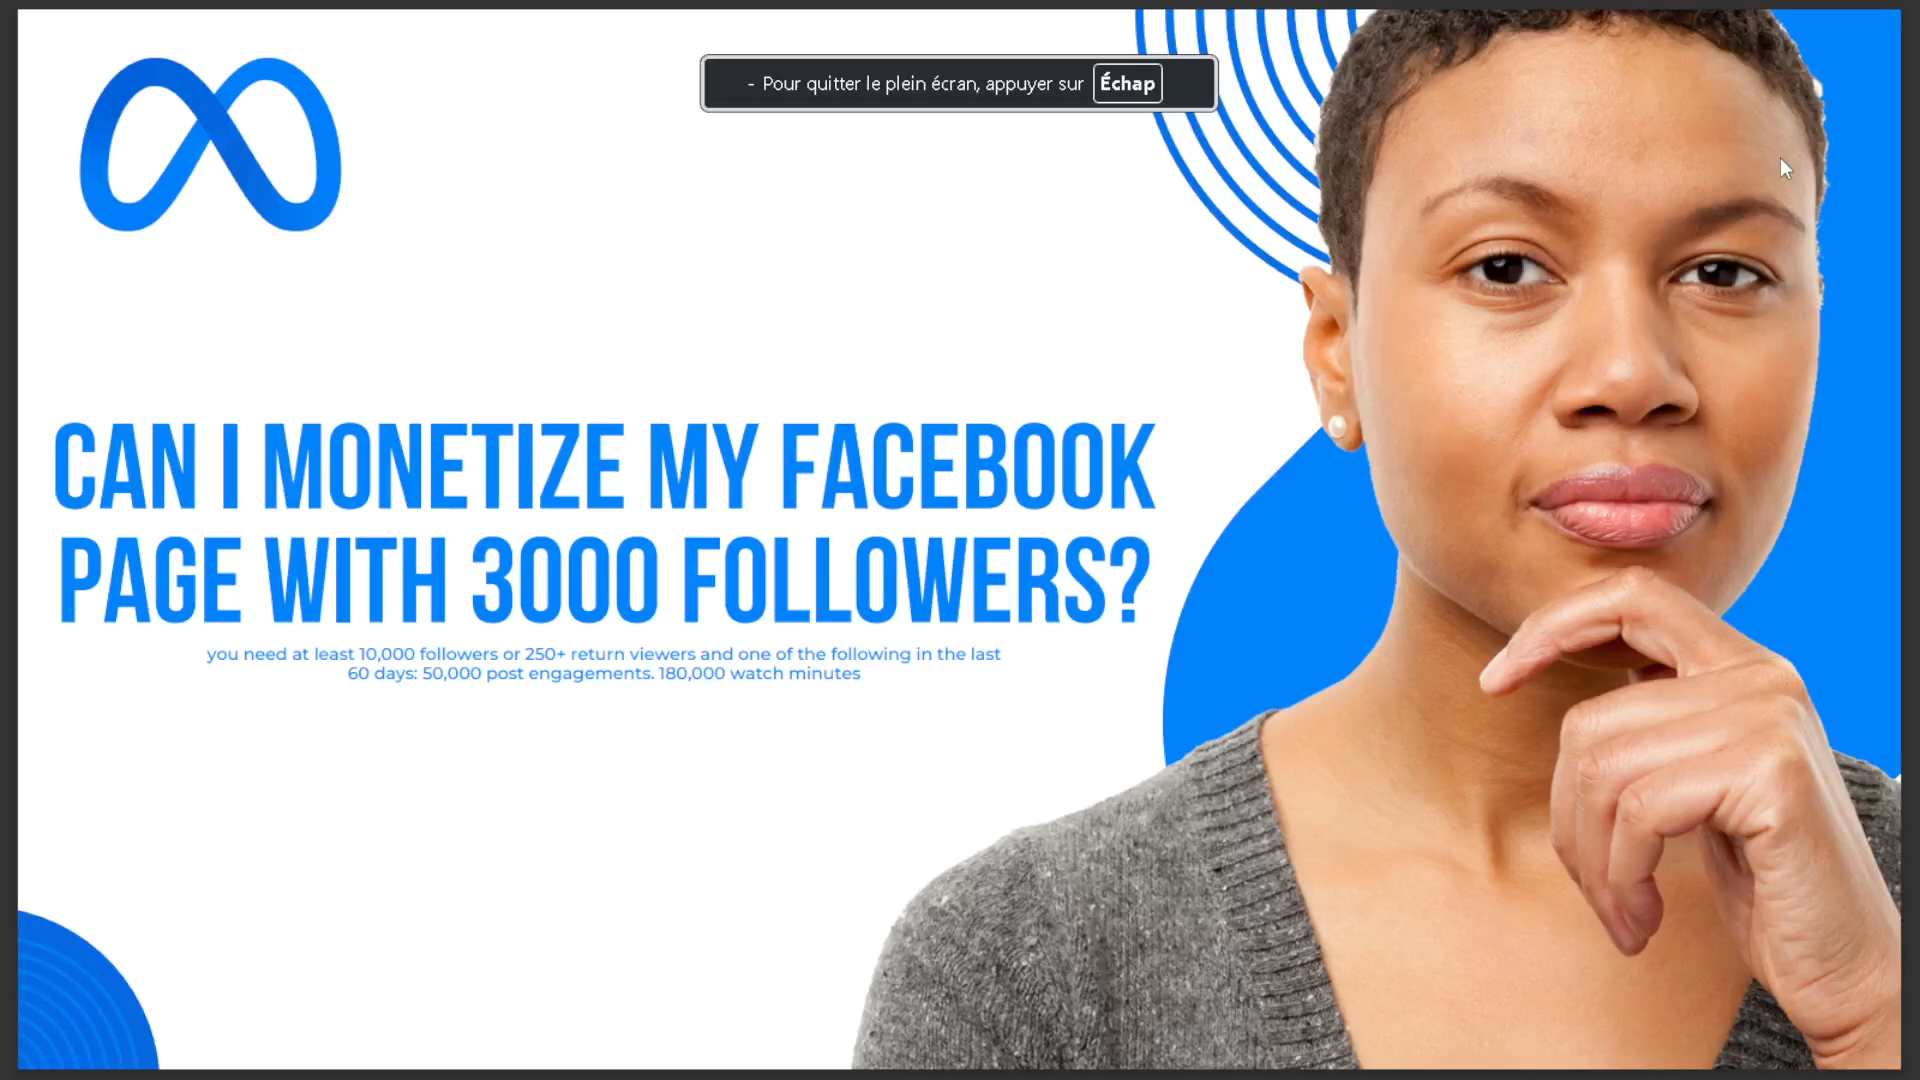 - Pour quitter le plein écran, appuyer sur Échap
CAN I MONETIZE MY FACEBOOK
PAGE WITH 3000 FOLLOWERS?
you need at least 10,000 followers or 250+ return viewers and one of the following in the last
60 days: 50,000 post engagements. 180,000 watch minutes